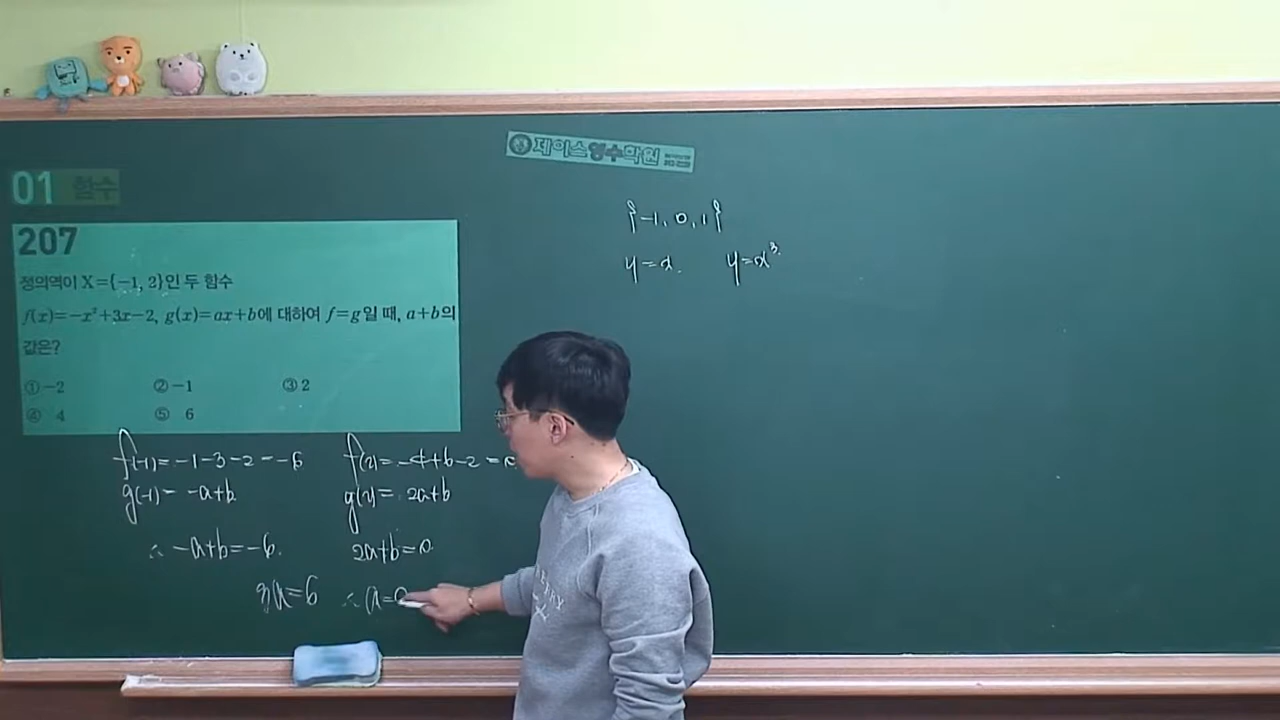 제이스영수학원
01 함수
207
정의역이 X={-1, 2}인 두 함수
f(x)=-x²+3x-2, g(x)=ax+b에 대하여 f=g일 때, a+b의
같은?
① -2 ② -1 ③ 2
④ 4 ⑤ 6
{-1, 0, 1}
y=x. y=x³
f(-1)=-1-3-2=-6 f(2)=-4+6-2=0
g(-1)=-a+b g(2)=2a+b
∴ -a+b=-6. 2a+b=0
3a=6 ∴ a=2